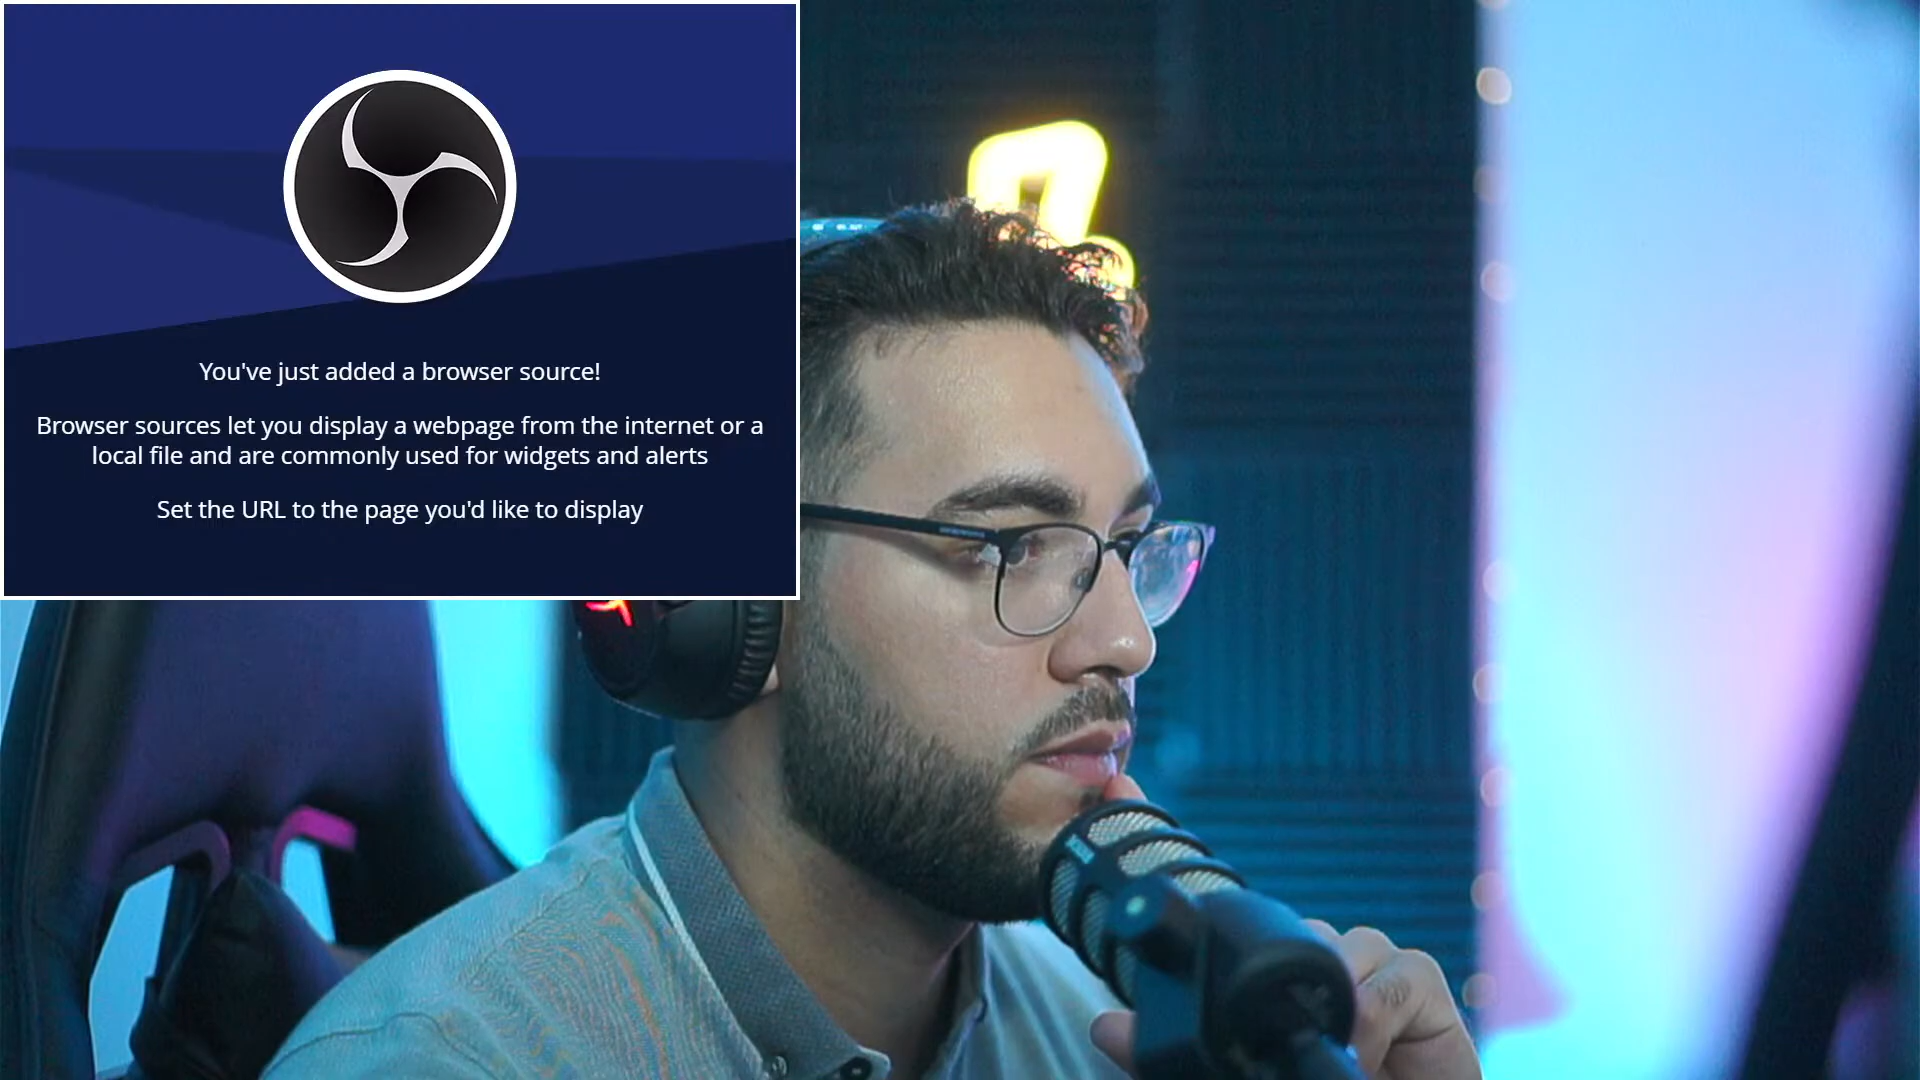 You've just added a browser source!
Browser sources let you display a webpage from the internet or a
local file and are commonly used for widgets and alerts
Set the URL to the page you'd like to display